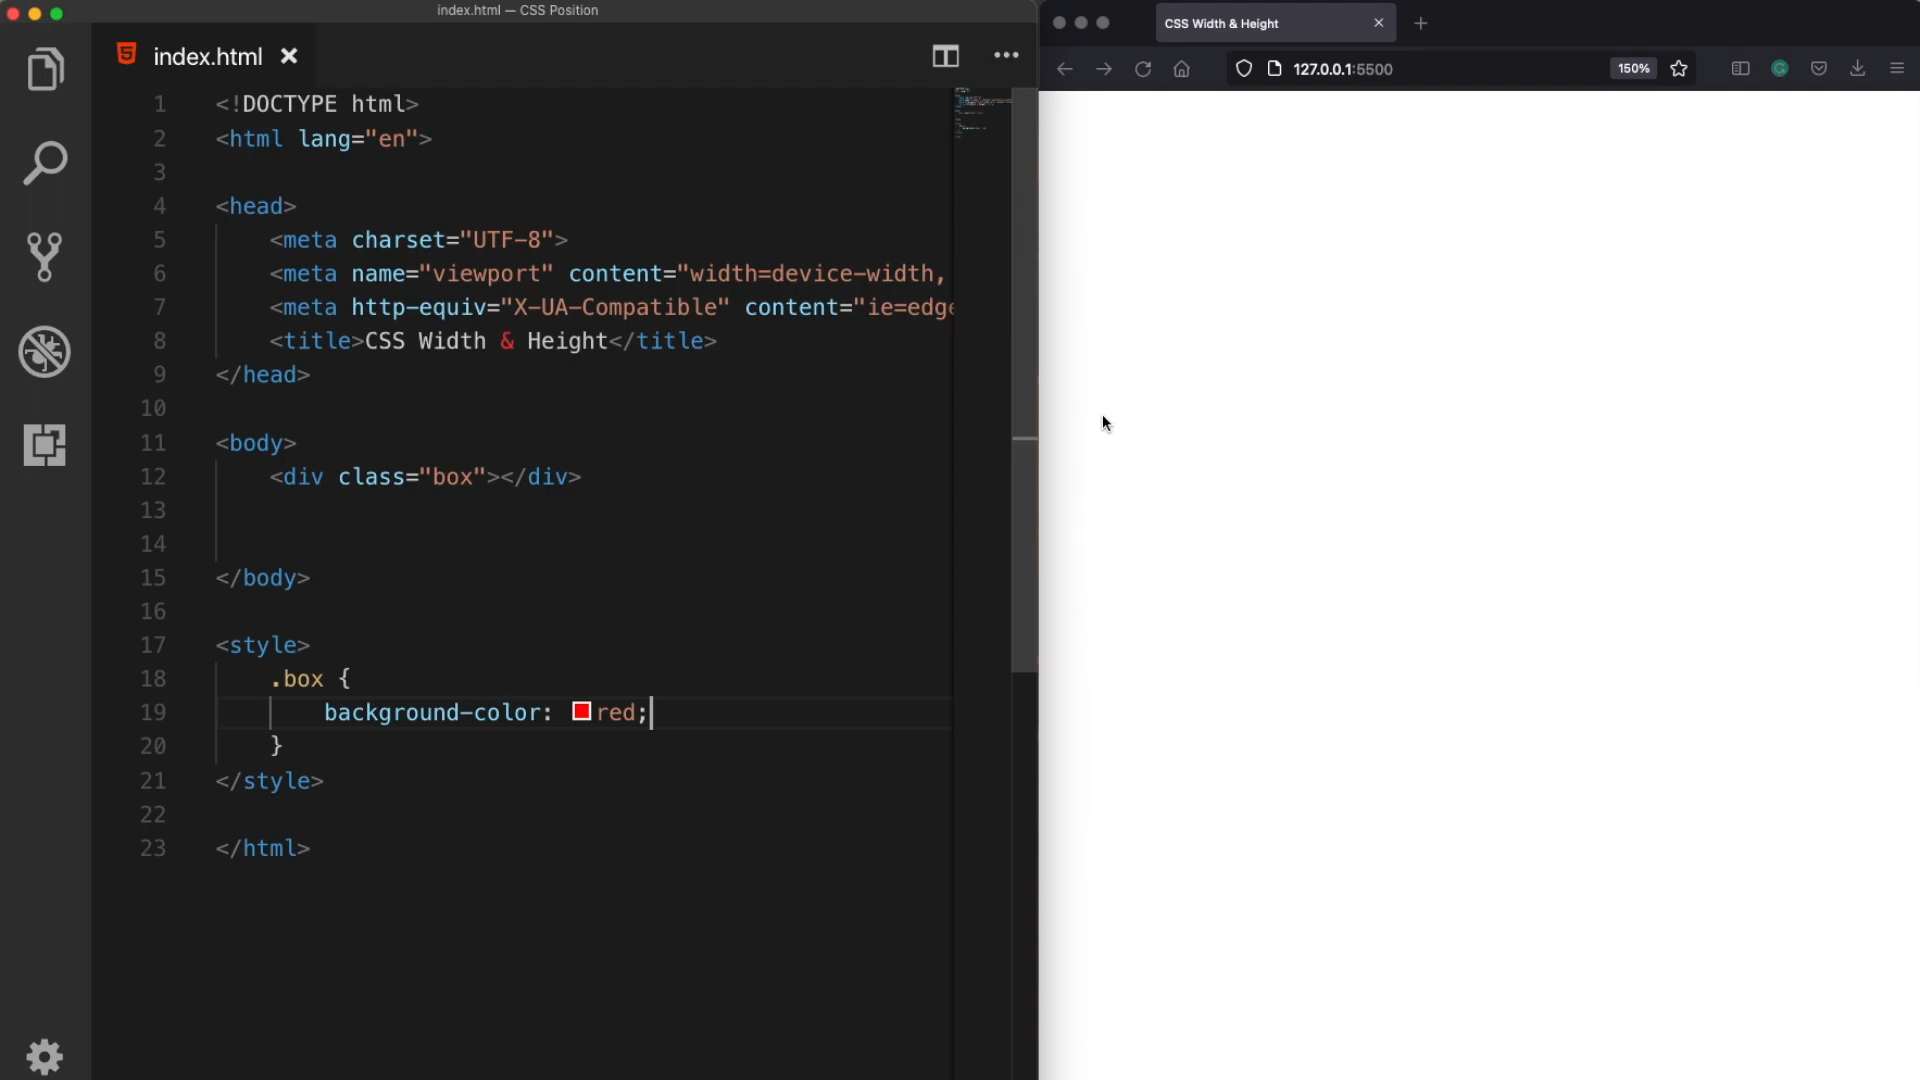 index.html — CSS Position
index.html
1 <!DOCTYPE html>
2 <html lang="en">
3
4 <head>
5 <meta charset="UTF-8">
6 <meta name="viewport" content="width=device-width,
7 <meta http-equiv="X-UA-Compatible" content="ie=edge
8 <title>CSS Width & Height</title>
9 </head>
10
11 <body>
12 <div class="box"></div>
13
14
15 </body>
16
17 <style>
18 .box {
19 background-color: red;
20 }
21 </style>
22
23 </html>
CSS Width & Height
127.0.0.1:5500
150%